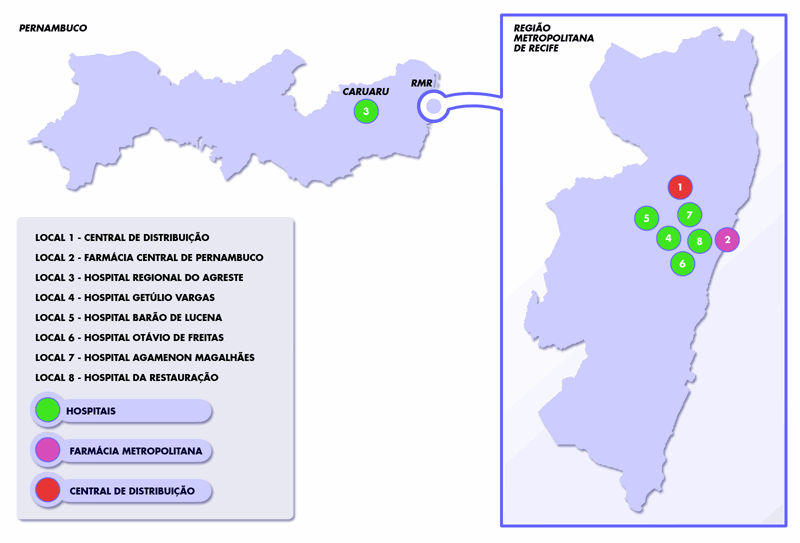 PERNAMBUCO
REGIÃO
METROPOLITANA
DE RECIFE
RMR
CARUARU
3
1
5
7
4
8
2
6
LOCAL 1 - CENTRAL DE DISTRIBUIÇÃO
LOCAL 2 - FARMÁCIA CENTRAL DE PERNAMBUCO
LOCAL 3 - HOSPITAL REGIONAL DO AGRESTE
LOCAL 4 - HOSPITAL GETÚLIO VARGAS
LOCAL 5 - HOSPITAL BARÃO DE LUCENA
LOCAL 6 - HOSPITAL OTÁVIO DE FREITAS
LOCAL 7 - HOSPITAL AGAMENON MAGALHÃES
LOCAL 8 - HOSPITAL DA RESTAURAÇÃO
HOSPITAIS
FARMÁCIA METROPOLITANA
CENTRAL DE DISTRIBUIÇÃO